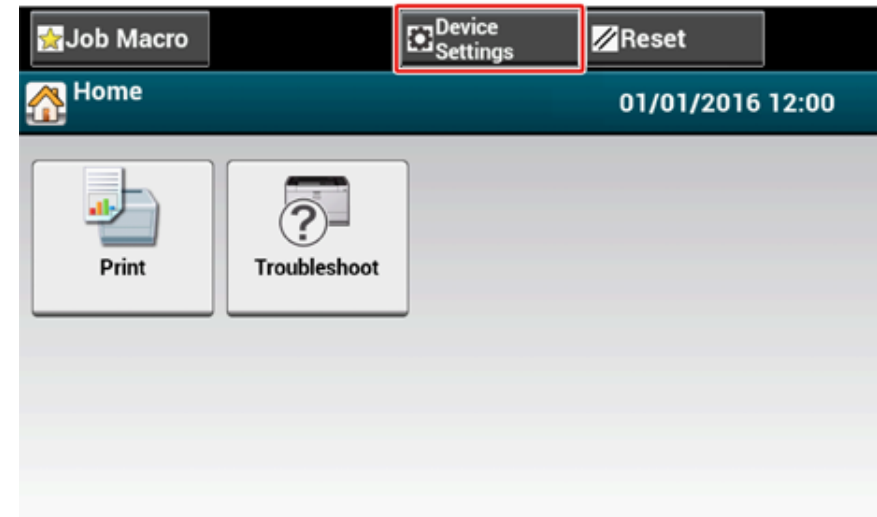 Job Macro
Device
Settings
Reset
Home
01/01/2016 12:00
Print
Troubleshoot